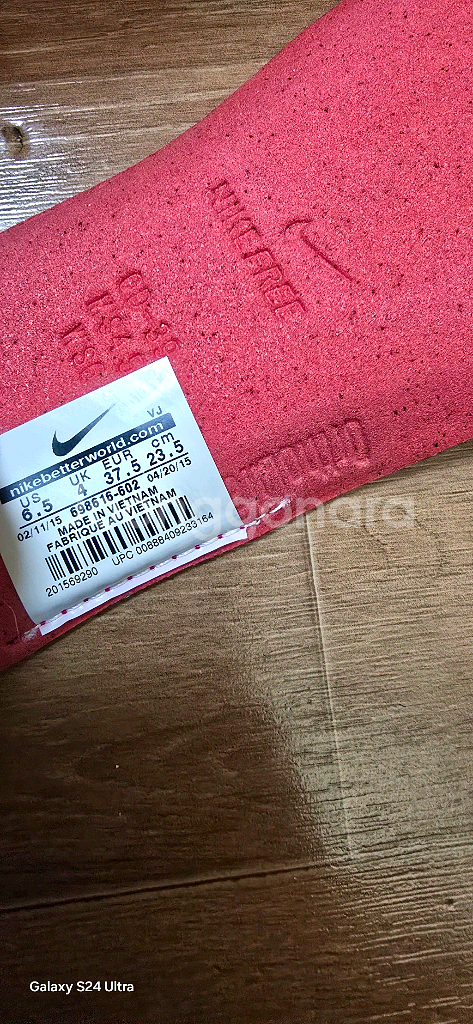 NIKE FREE
VJ
nikebetterworld.com
US UK EUR cm
6.5 4 37.5 23.5
02/11/15 698616-602 04/20/15
MADE IN VIETNAM
FABRIQUE AU VIETNAM
201569290 UPC 00888409233164
Galaxy S24 Ultra